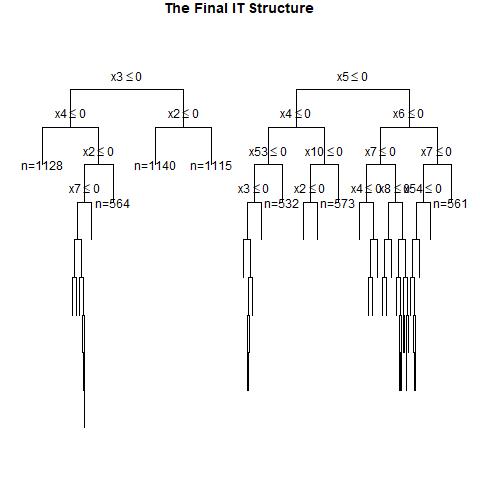 The Final IT Structure
x3 ≤ 0 x5 ≤ 0
x4 ≤ 0 x2 ≤ 0 x4 ≤ 0 x6 ≤ 0
x2 ≤ 0 x53 ≤ 0 x10 ≤ 0 x7 ≤ 0 x7 ≤ 0
n=1128 n=1140 n=1115
x7 ≤ 0 x3 ≤ 0 x2 ≤ 0 x4 ≤ 0 x8 ≤ 0 x54 ≤ 0
n=564 n=532 n=573 n=561